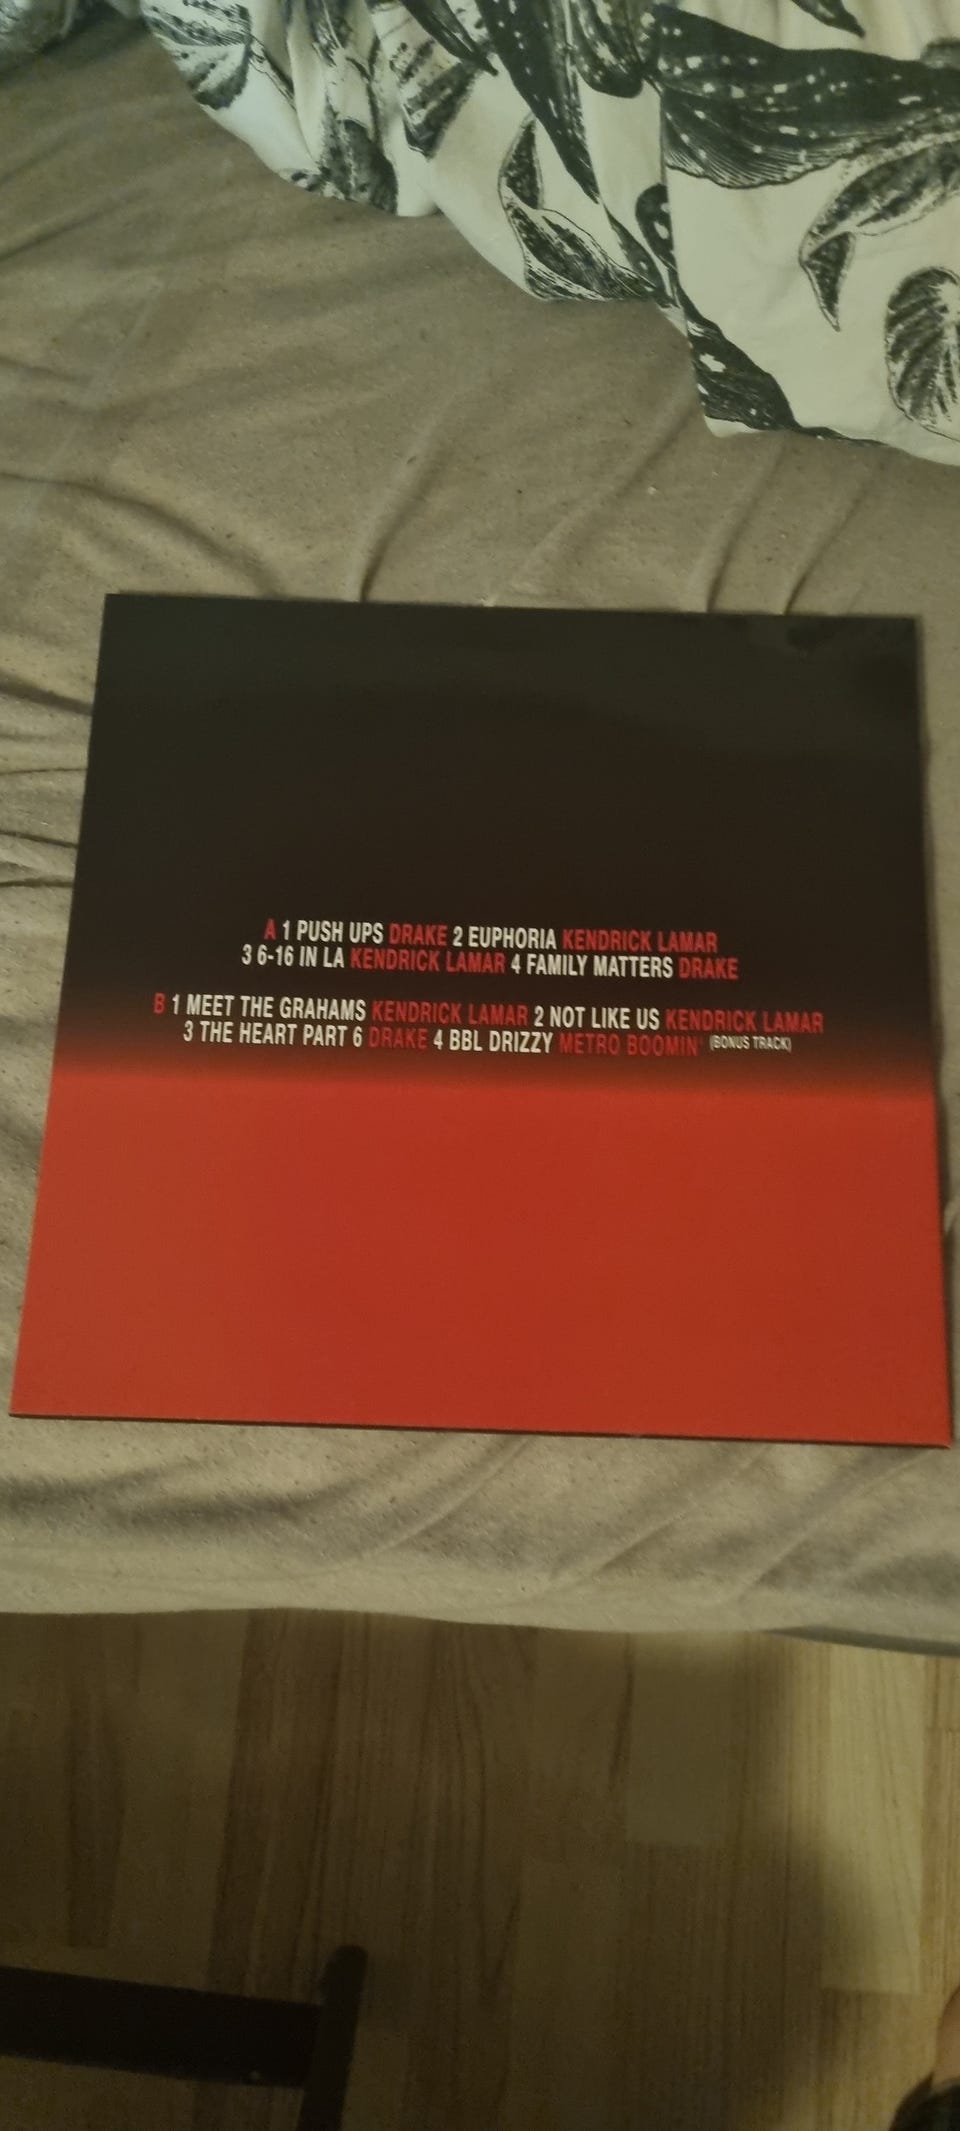 A 1 PUSH UPS DRAKE 2 EUPHORIA KENDRICK LAMAR
3 6-16 IN LA KENDRICK LAMAR 4 FAMILY MATTERS DRAKE
B 1 MEET THE GRAHAMS KENDRICK LAMAR 2 NOT LIKE US KENDRICK LAMAR
3 THE HEART PART 6 DRAKE 4 BBL DRIZZY METRO BOOMIN' (BONUS TRACK)